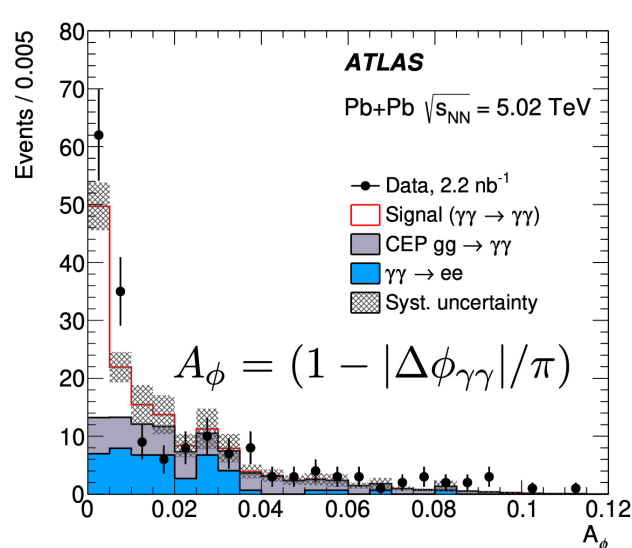 80
70
60
50
40
30
20
10
0
Events / 0.005
ATLAS
Pb+Pb √s_NN = 5.02 TeV
Data, 2.2 nb⁻¹
Signal (γγ → γγ)
CEP gg → γγ
γγ → ee
Syst. uncertainty
A_ϕ = (1 − |Δϕ_γγ|/π)
0 0.02 0.04 0.06 0.08 0.1 0.12
A_ϕ